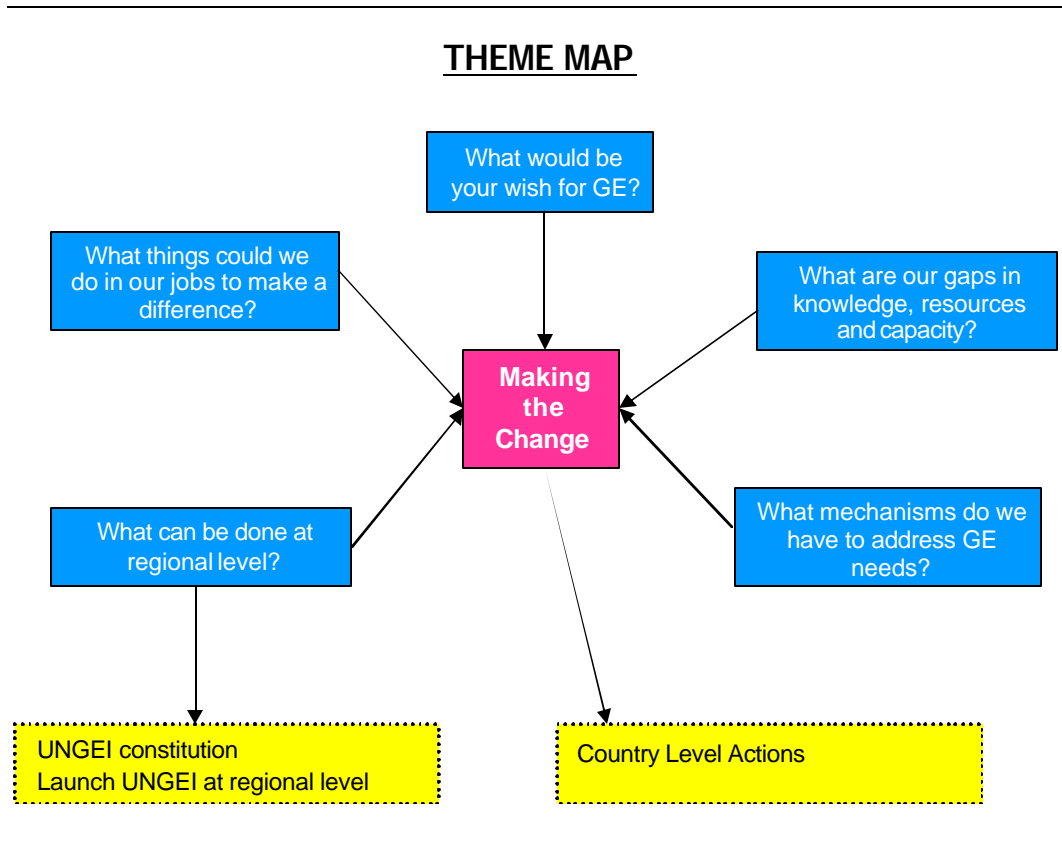 THEME MAP
What would be
your wish for GE?
What things could we
do in our jobs to make a
difference?
What are our gaps in
knowledge, resources
and capacity?
Making
the
Change
What can be done at
regional level?
What mechanisms do we
have to address GE
needs?
UNGEI constitution
Launch UNGEI at regional level
Country Level Actions